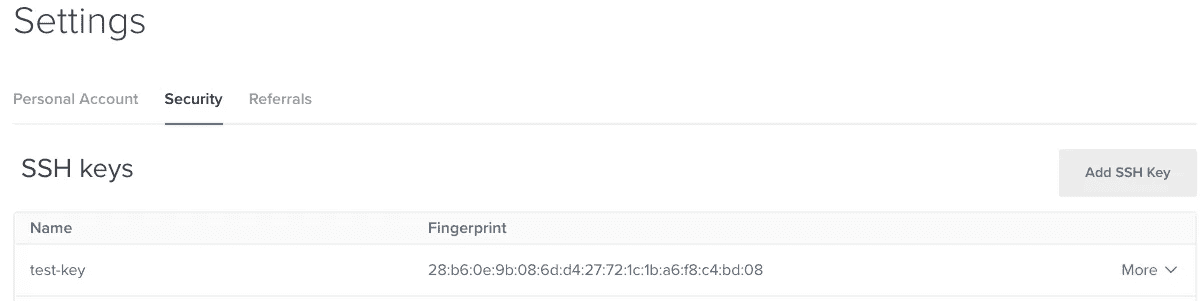 Settings
Personal Account Security Referrals
SSH keys
Add SSH Key
Name Fingerprint
test-key 28:b6:0e:9b:08:6d:d4:27:72:1c:1b:a6:f8:c4:bd:08 More